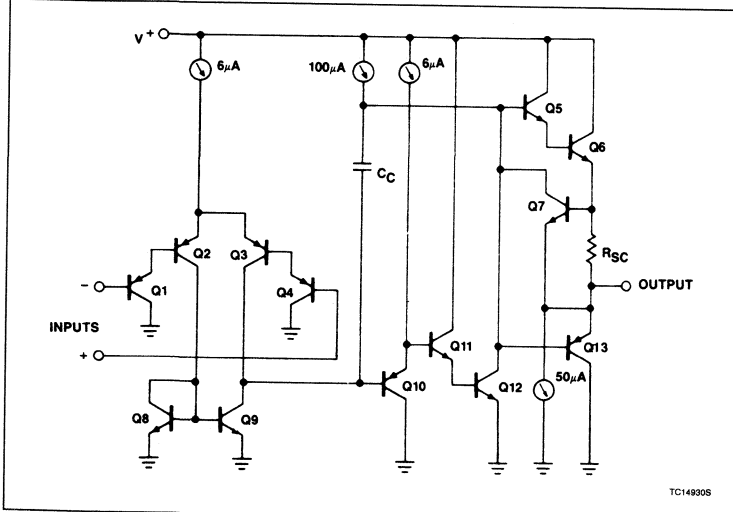 V+
6µA
100µA
6µA
Q5
Q6
CC
Q7
Q2
Q3
RSC
Q1
Q4
OUTPUT
INPUTS
–
+
Q11
Q13
Q10
Q12
50µA
Q8
Q9
TC14930S